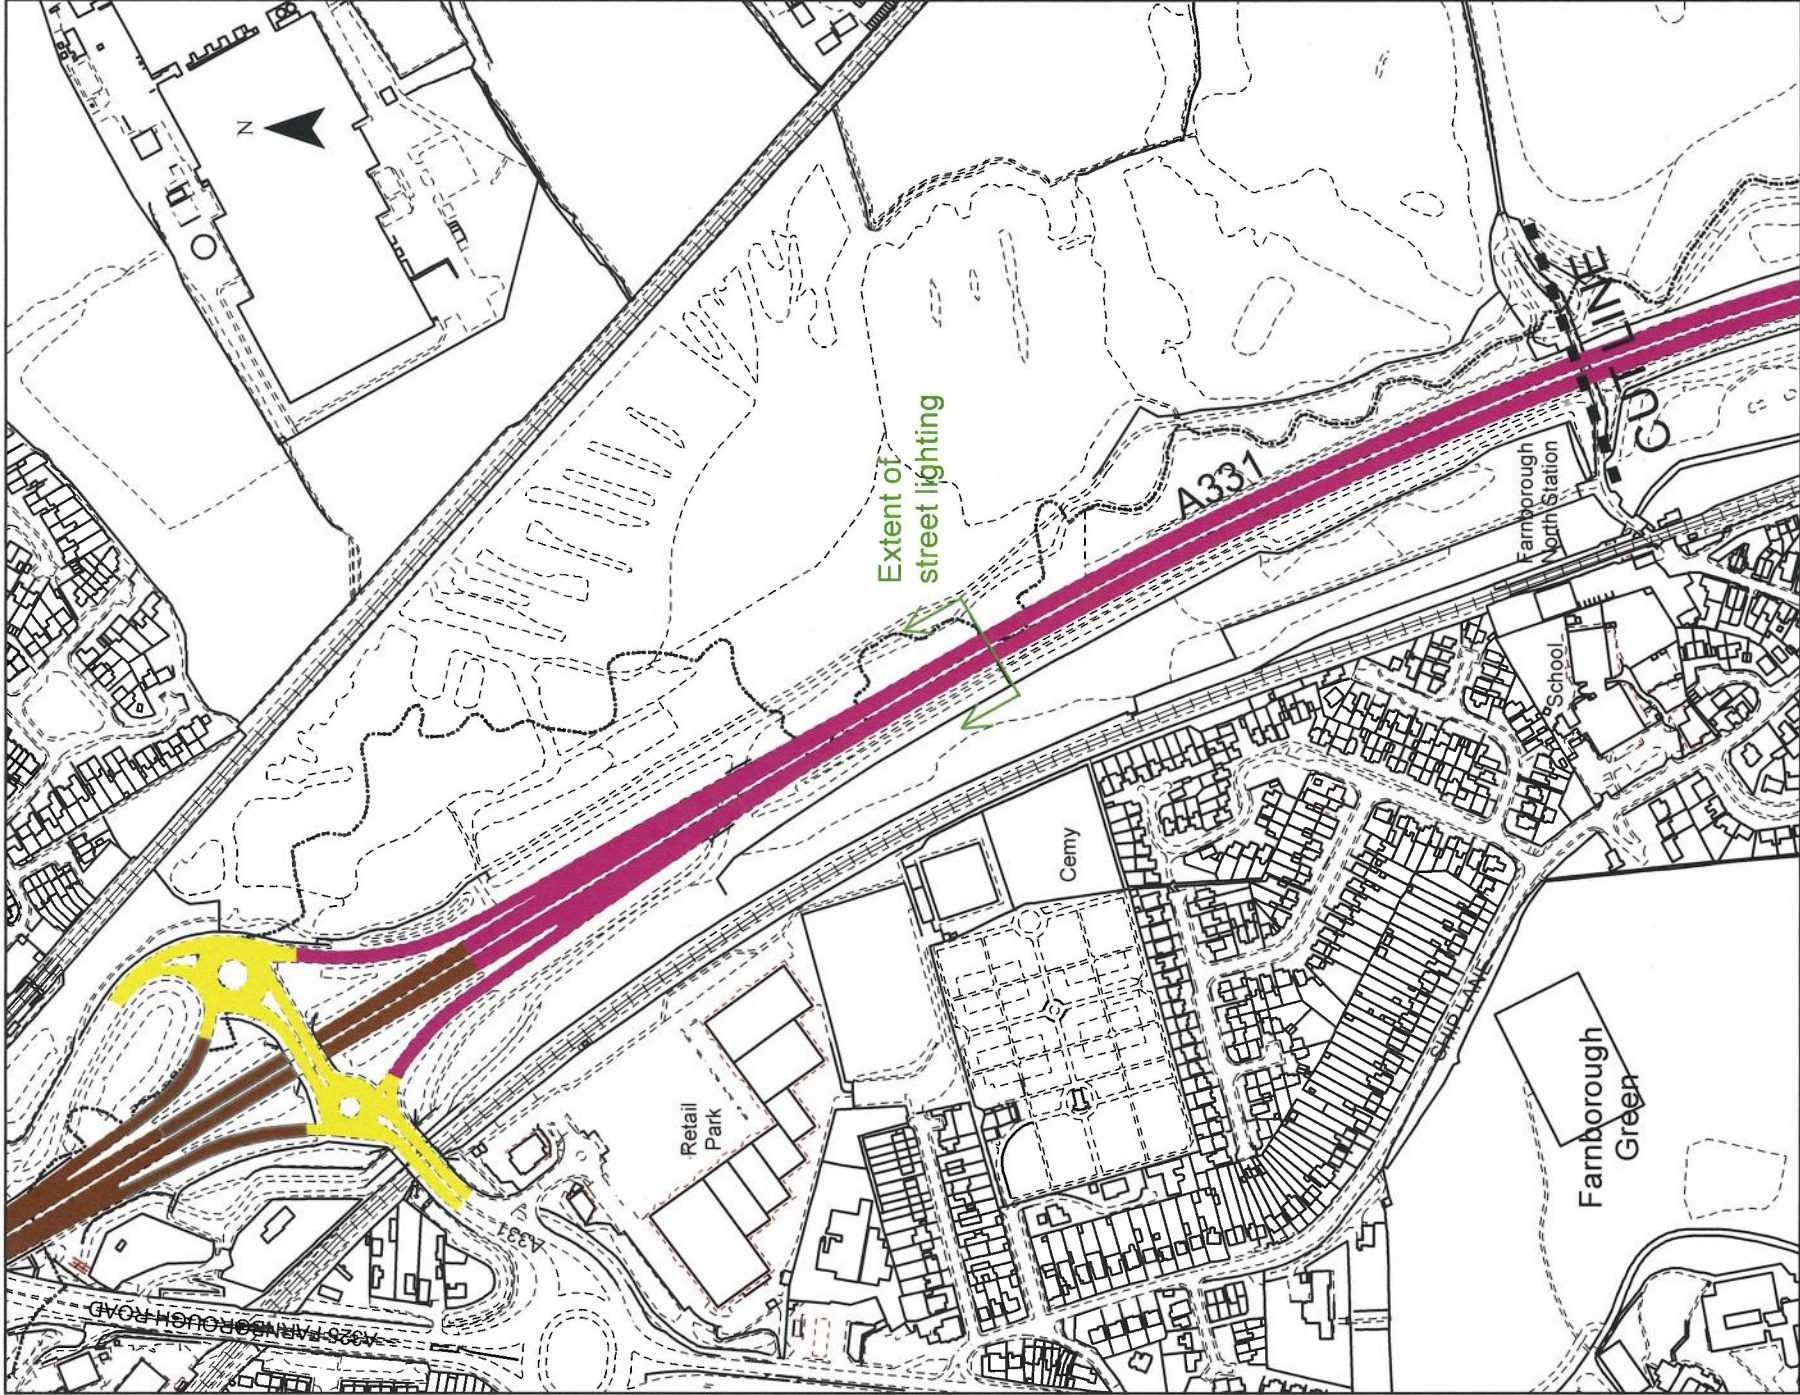 N
Extent of
street lighting
A331
CUT LINE
Farnborough
North Station
School
Cemy
SHIP LANE
Retail
Park
Farnborough
Green
A331
A325 FARNBOROUGH ROAD